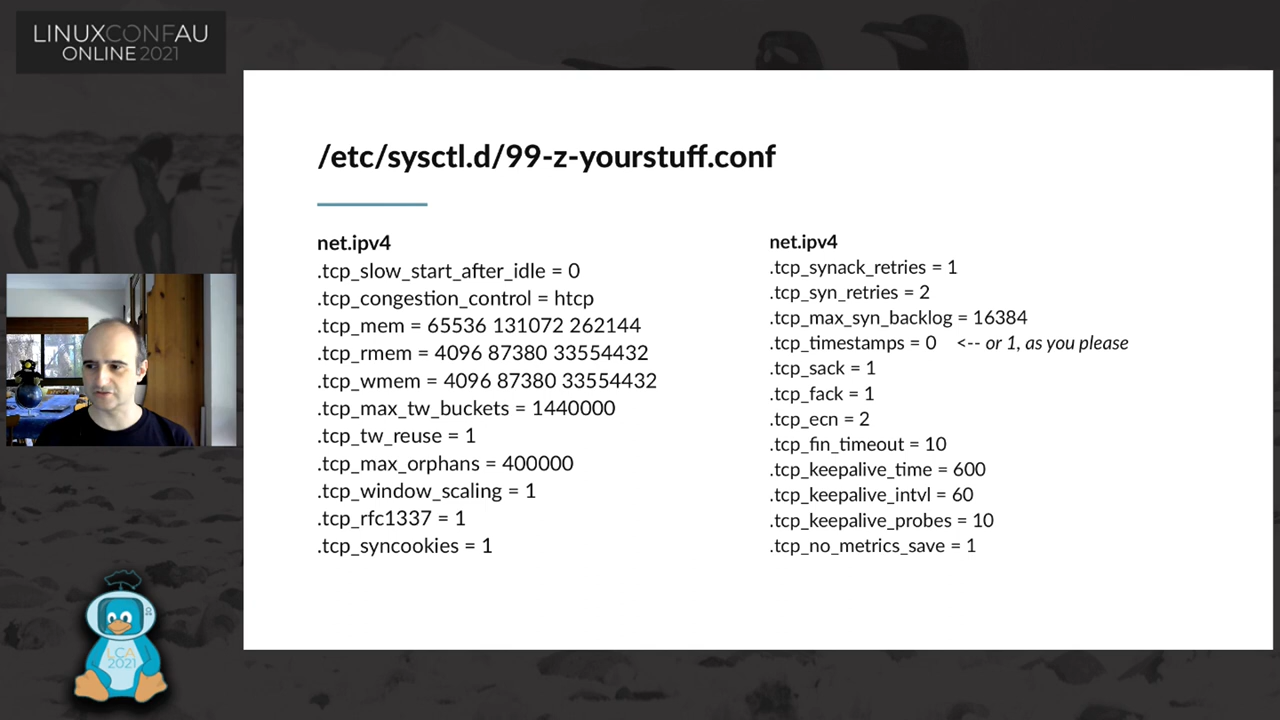 LINUXCONFAU
ONLINE 2021
/etc/sysctl.d/99-z-yourstuff.conf
net.ipv4
.tcp_slow_start_after_idle = 0
.tcp_congestion_control = htcp
.tcp_mem = 65536 131072 262144
.tcp_rmem = 4096 87380 33554432
.tcp_wmem = 4096 87380 33554432
.tcp_max_tw_buckets = 1440000
.tcp_tw_reuse = 1
.tcp_max_orphans = 400000
.tcp_window_scaling = 1
.tcp_rfc1337 = 1
.tcp_syncookies = 1
net.ipv4
.tcp_synack_retries = 1
.tcp_syn_retries = 2
.tcp_max_syn_backlog = 16384
.tcp_timestamps = 0 <-- or 1, as you please
.tcp_sack = 1
.tcp_fack = 1
.tcp_ecn = 2
.tcp_fin_timeout = 10
.tcp_keepalive_time = 600
.tcp_keepalive_intvl = 60
.tcp_keepalive_probes = 10
.tcp_no_metrics_save = 1
LCA
2021